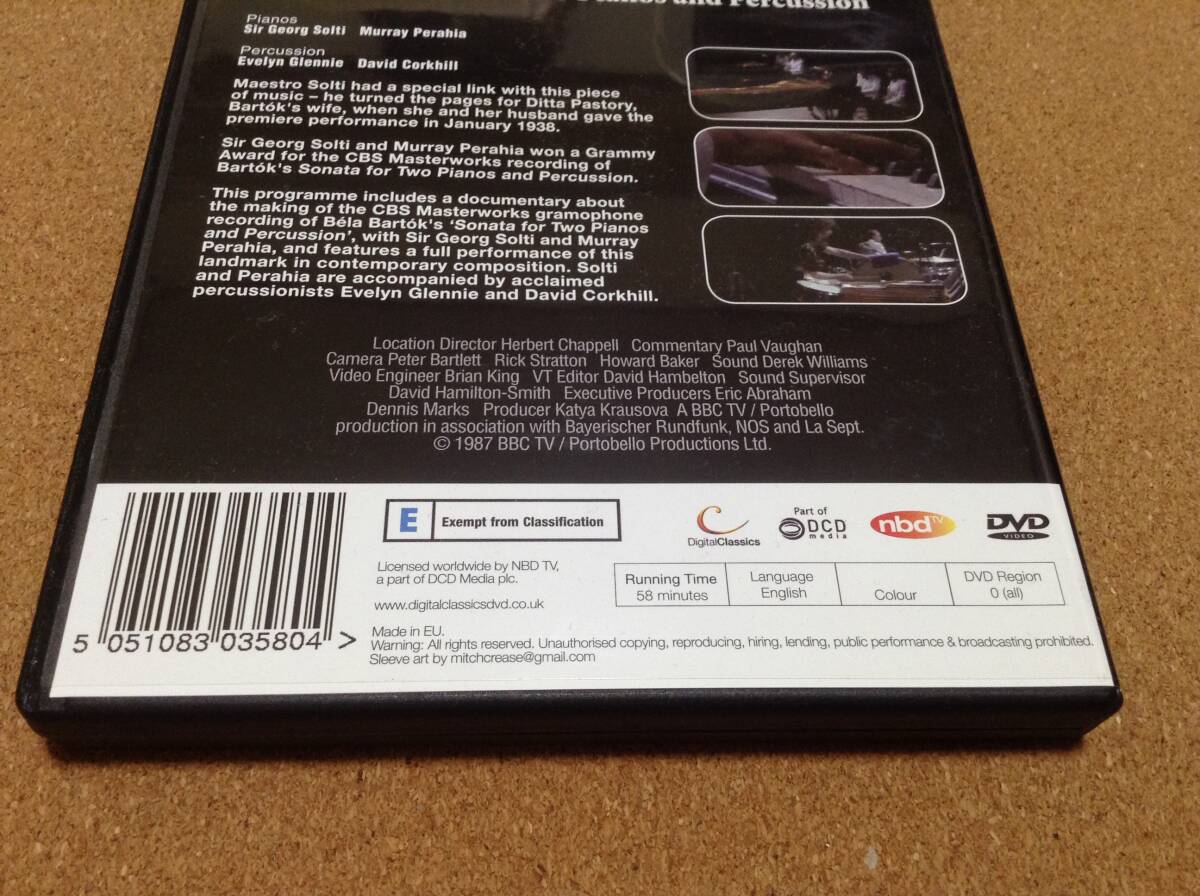 Pianos and Percussion
Pianos
Sir Georg Solti Murray Perahia
Percussion
Evelyn Glennie David Corkhill
Maestro Solti had a special link with this piece
of music – he turned the pages for Ditta Pastory,
Bartók's wife, when she and her husband gave the
premiere performance in January 1938.
Sir Georg Solti and Murray Perahia won a Grammy
Award for the CBS Masterworks recording of
Bartók's Sonata for Two Pianos and Percussion.
This programme includes a documentary about
the making of the CBS Masterworks gramophone
recording of Béla Bartók's 'Sonata for Two Pianos
and Percussion', with Sir Georg Solti and Murray
Perahia, and features a full performance of this
landmark in contemporary composition. Solti
and Perahia are accompanied by acclaimed
percussionists Evelyn Glennie and David Corkhill.
Location Director Herbert Chappell Commentary Paul Vaughan
Camera Peter Bartlett Rick Stratton Howard Baker Sound Derek Williams
Video Engineer Brian King VT Editor David Hambelton Sound Supervisor
David Hamilton-Smith Executive Producers Eric Abraham
Dennis Marks Producer Katya Krausova A BBC TV / Portobello
production in association with Bayerischer Rundfunk, NOS and La Sept.
© 1987 BBC TV / Portobello Productions Ltd.
E Exempt from Classification
DigitalClassics
Part of
DCD
media
nbd TV
DVD
VIDEO
Licensed worldwide by NBD TV,
a part of DCD Media plc.
www.digitalclassicsdvd.co.uk
Running Time
58 minutes
Language
English
Colour
DVD Region
0 (all)
5 051083 035804 >
Made in EU.
Warning: All rights reserved. Unauthorised copying, reproducing, hiring, lending, public performance & broadcasting prohibited.
Sleeve art by mitchcrease@gmail.com